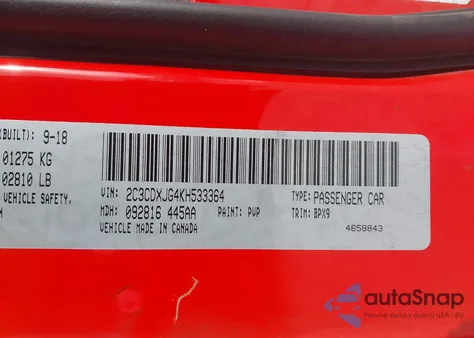 (BUILT): 9-18
01275 KG
02810 LB
VEHICLE SAFETY,
N
VIN: 2C3CDXJG4KH533364 TYPE: PASSENGER CAR
MDH: 092816 445AA PAINT: PVP TRIM: BPX9
VEHICLE MADE IN CANADA 4658843
autoSnap